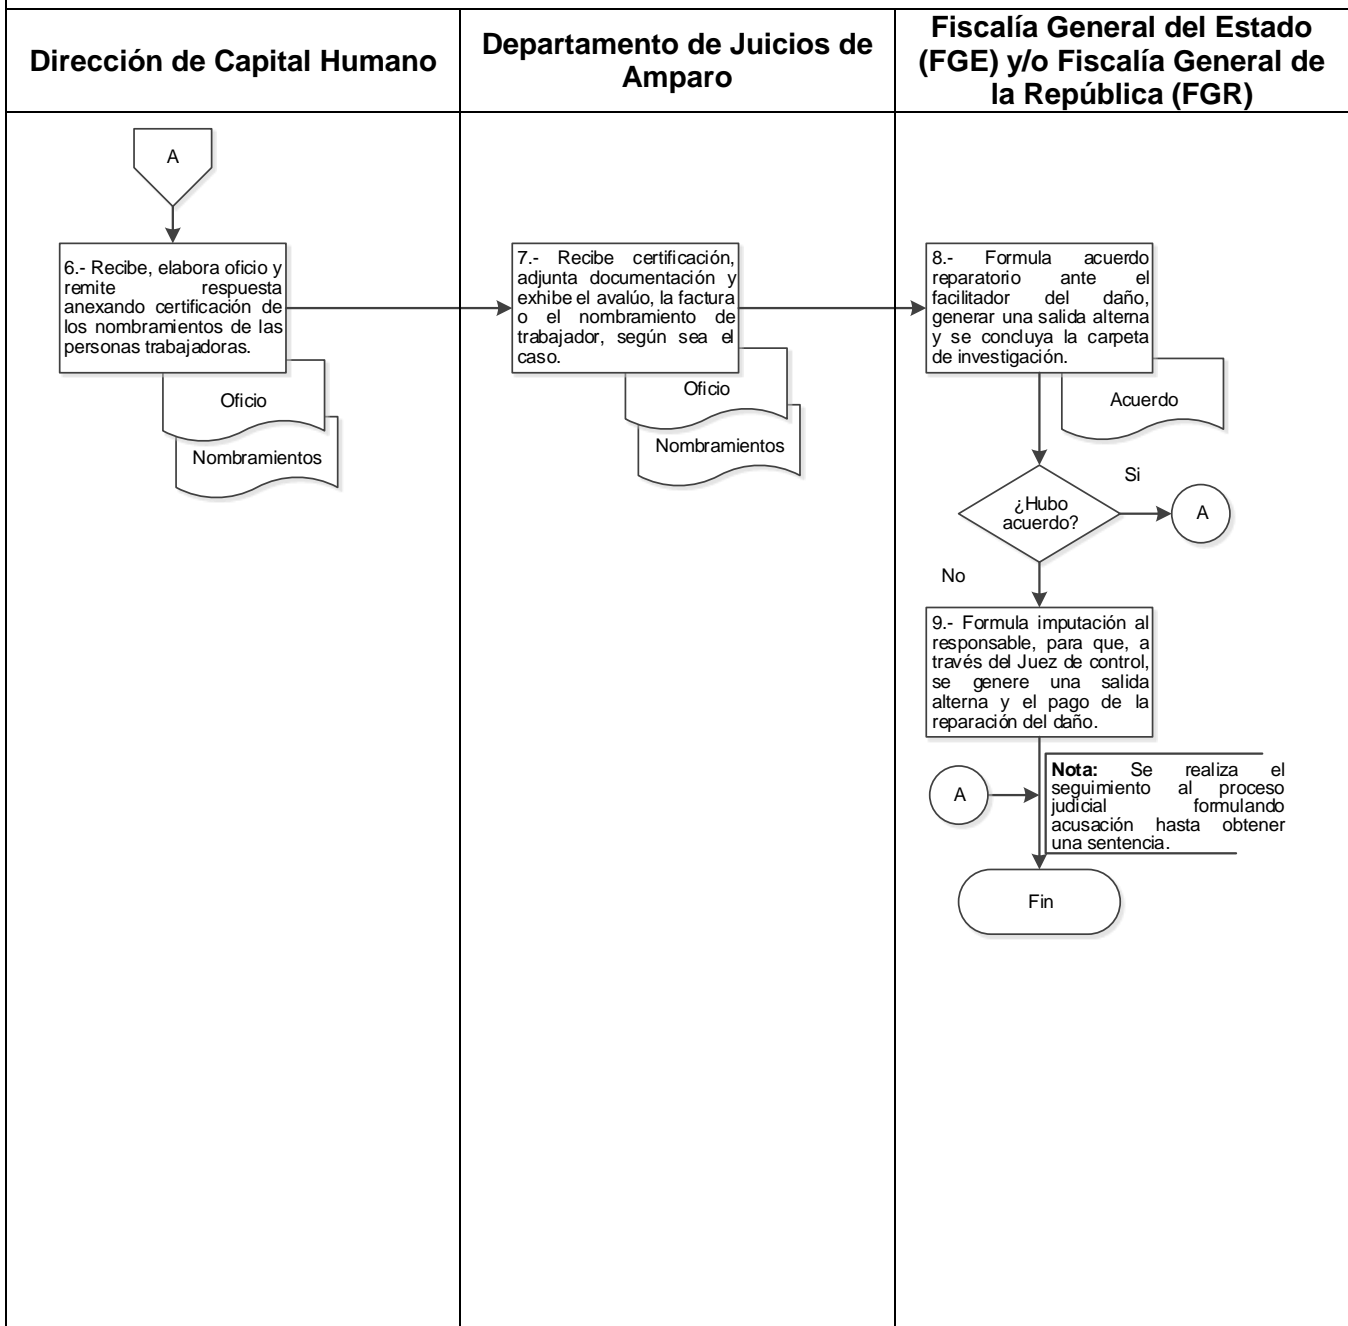 Dirección de Capital Humano
Departamento de Juicios de
Amparo
Fiscalía General del Estado
(FGE) y/o Fiscalía General de
la República (FGR)
A
6.- Recibe, elabora oficio y
remite respuesta
anexando certificación de
los nombramientos de las
personas trabajadoras.
Oficio
Nombramientos
7.- Recibe certificación,
adjunta documentación y
exhibe el avalúo, la factura
o el nombramiento de
trabajador, según sea el
caso.
Oficio
Nombramientos
8.- Formula acuerdo
reparatorio ante el
facilitador del daño,
generar una salida alterna
y se concluya la carpeta
de investigación.
Acuerdo
¿Hubo
acuerdo?
Si
A
No
9.- Formula imputación al
responsable, para que, a
través del Juez de control,
se genere una salida
alterna y el pago de la
reparación del daño.
A
Nota: Se realiza el
seguimiento al proceso
judicial formulando
acusación hasta obtener
una sentencia.
Fin